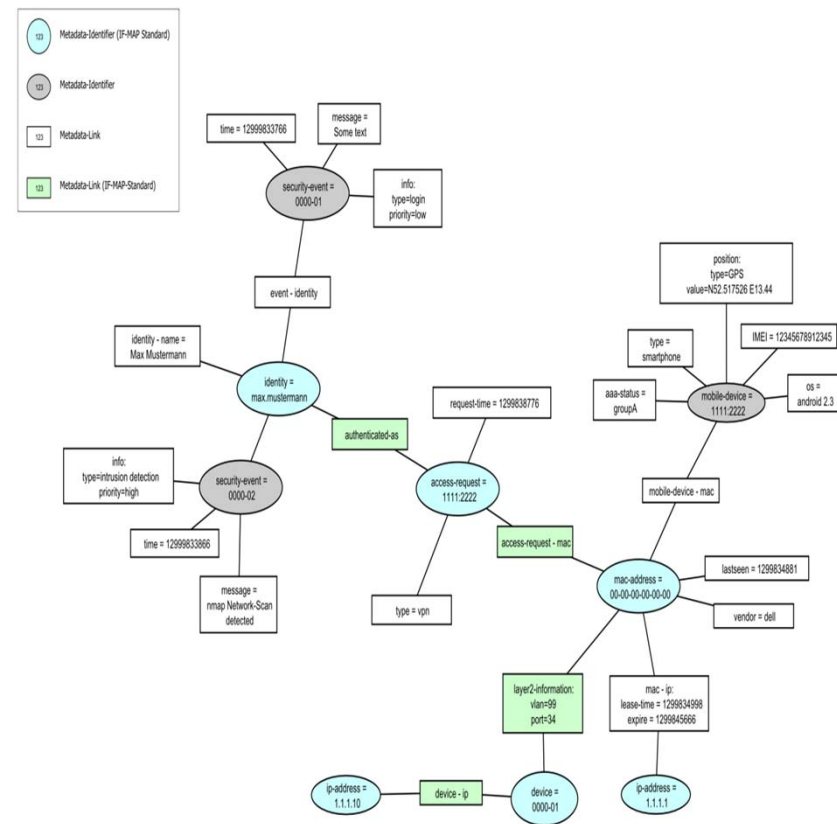 123 Metadata-Identifier (IF-MAP Standard)
123 Metadata-Identifier
123 Metadata-Link
123 Metadata-Link (IF-MAP-Standard)
time = 12999833766
message =
Some text
security-event =
0000-01
info:
type=login
priority=low
event - identity
identity - name =
Max Mustermann
identity =
max.mustermann
authenticated-as
info:
type=intrusion detection
priority=high
security-event =
0000-02
time = 12999833866
message =
nmap Network-Scan
detected
request-time = 1299838776
access-request =
1111:2222
type = vpn
access-request - mac
position:
type=GPS
value=N52.517526 E13.44
type =
smartphone
IMEI = 12345678912345
aaa-status =
groupA
mobile-device =
1111:2222
os =
android 2.3
mobile-device - mac
mac-address =
00-00-00-00-00-00
lastseen = 1299834881
vendor = dell
layer2-information:
vlan=99
port=34
mac - ip:
lease-time = 1299834998
expire = 1299845666
ip-address =
1.1.1.10
device - ip
device =
0000-01
ip-address =
1.1.1.1